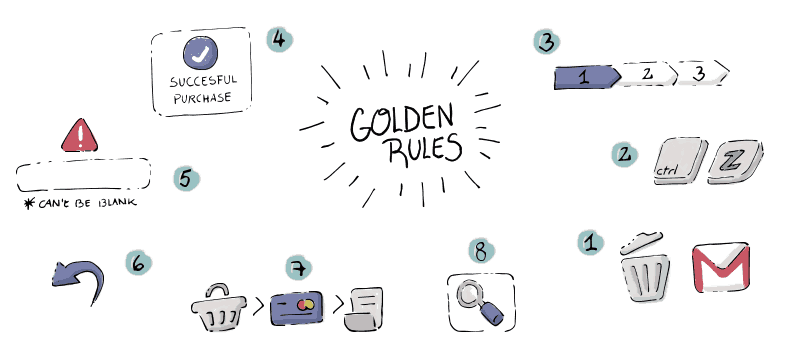 4
SUCCESFUL
PURCHASE
GOLDEN
RULES
3
1 2 3
2
ctrl Z
5
* CAN'T BE BLANK
6
7
8
1
M